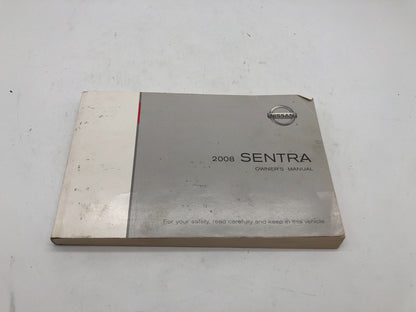 NISSAN
2008 SENTRA
OWNER'S MANUAL
For your safety, read carefully and keep in this vehicle.